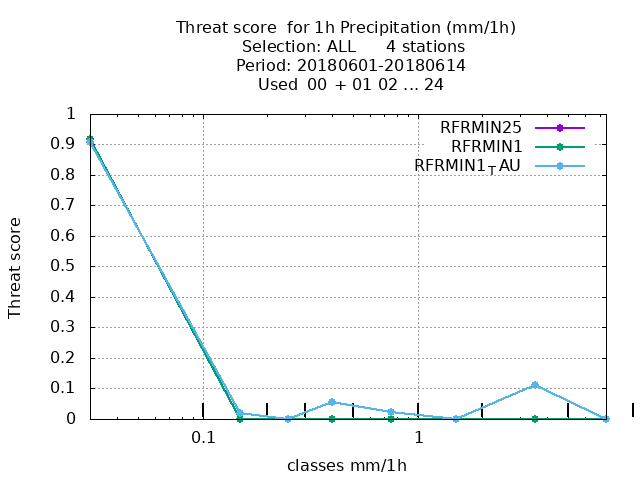 Threat score  for 1h Precipitation (mm/1h)
Selection: ALL      4 stations
Period: 20180601-20180614
Used  00  + 01 02 ... 24
RFRMIN25
RFRMIN1
RFRMIN1TAU
1
0.9
0.8
0.7
0.6
0.5
0.4
0.3
0.2
0.1
0
Threat score
0.1 1
classes mm/1h